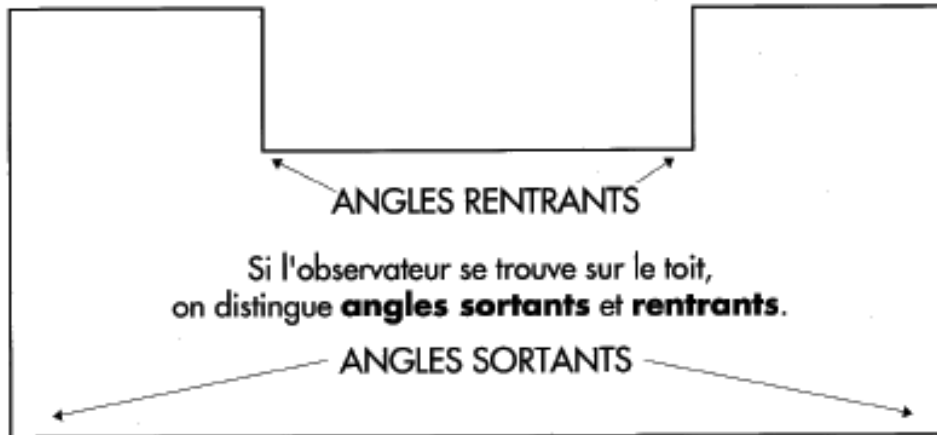 ANGLES RENTRANTS
Si l'observateur se trouve sur le toit,
on distingue angles sortants et rentrants.
ANGLES SORTANTS